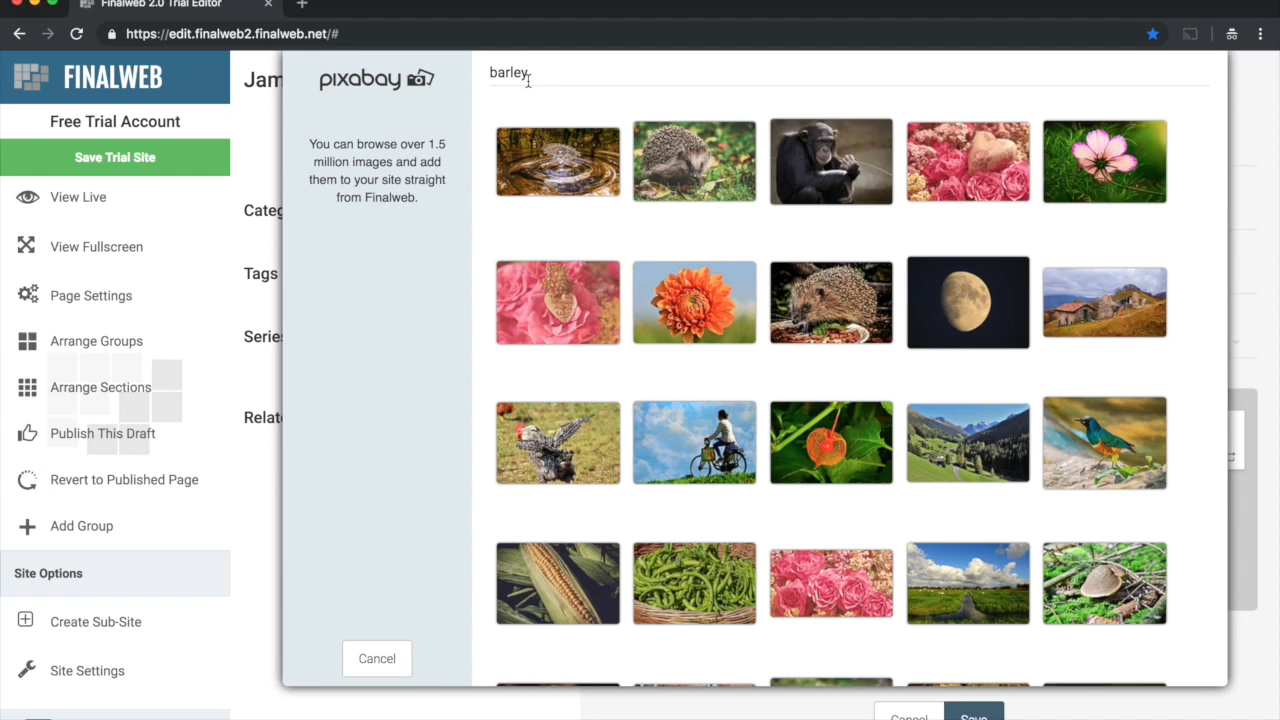 Finalweb 2.0 Trial Editor
https://edit.finalweb2.finalweb.net/#
FINALWEB
Free Trial Account
Save Trial Site
View Live
View Fullscreen
Page Settings
Arrange Groups
Arrange Sections
Publish This Draft
Revert to Published Page
Add Group
Site Options
Create Sub-Site
Site Settings
Jam
Categ
Tags
Serie
Relat
pixabay
You can browse over 1.5
million images and add
them to your site straight
from Finalweb.
Cancel
barley
Cancel
Save